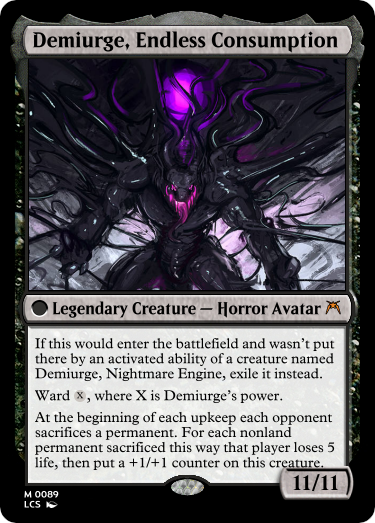 Demiurge, Endless Consumption
Legendary Creature — Horror Avatar
If this would enter the battlefield and wasn't put
there by an activated ability of a creature named
Demiurge, Nightmare Engine, exile it instead.
Ward X, where X is Demiurge's power.
At the beginning of each upkeep each opponent
sacrifices a permanent. For each nonland
permanent sacrificed this way that player loses 5
life, then put a +1/+1 counter on this creature.
11/11
M 0089
LCS